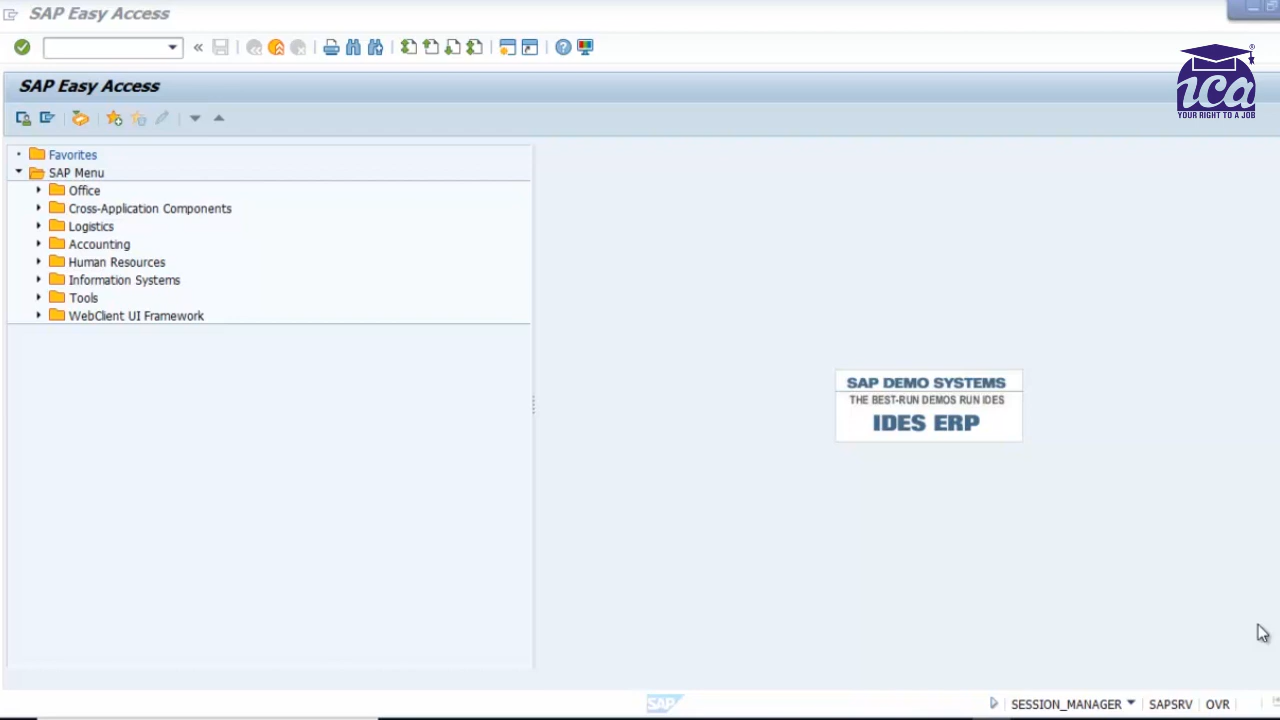 SAP Easy Access
SAP Easy Access
ica
®
YOUR RIGHT TO A JOB
Favorites
SAP Menu
Office
Cross-Application Components
Logistics
Accounting
Human Resources
Information Systems
Tools
WebClient UI Framework
SAP DEMO SYSTEMS
THE BEST-RUN DEMOS RUN IDES
IDES ERP
SAP
SESSION_MANAGER
SAPSRV
OVR